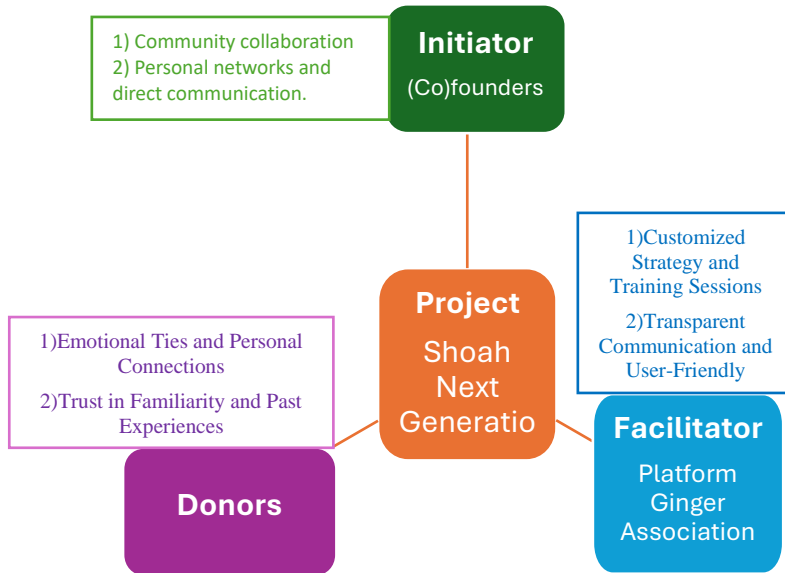 1) Community collaboration
2) Personal networks and
direct communication.
Initiator
(Co)founders
1)Customized
Strategy and
Training Sessions
2)Transparent
Communication and
User-Friendly
Project
Shoah
Next
Generatio
1)Emotional Ties and Personal
Connections
2)Trust in Familiarity and Past
Experiences
Donors
Facilitator
Platform
Ginger
Association